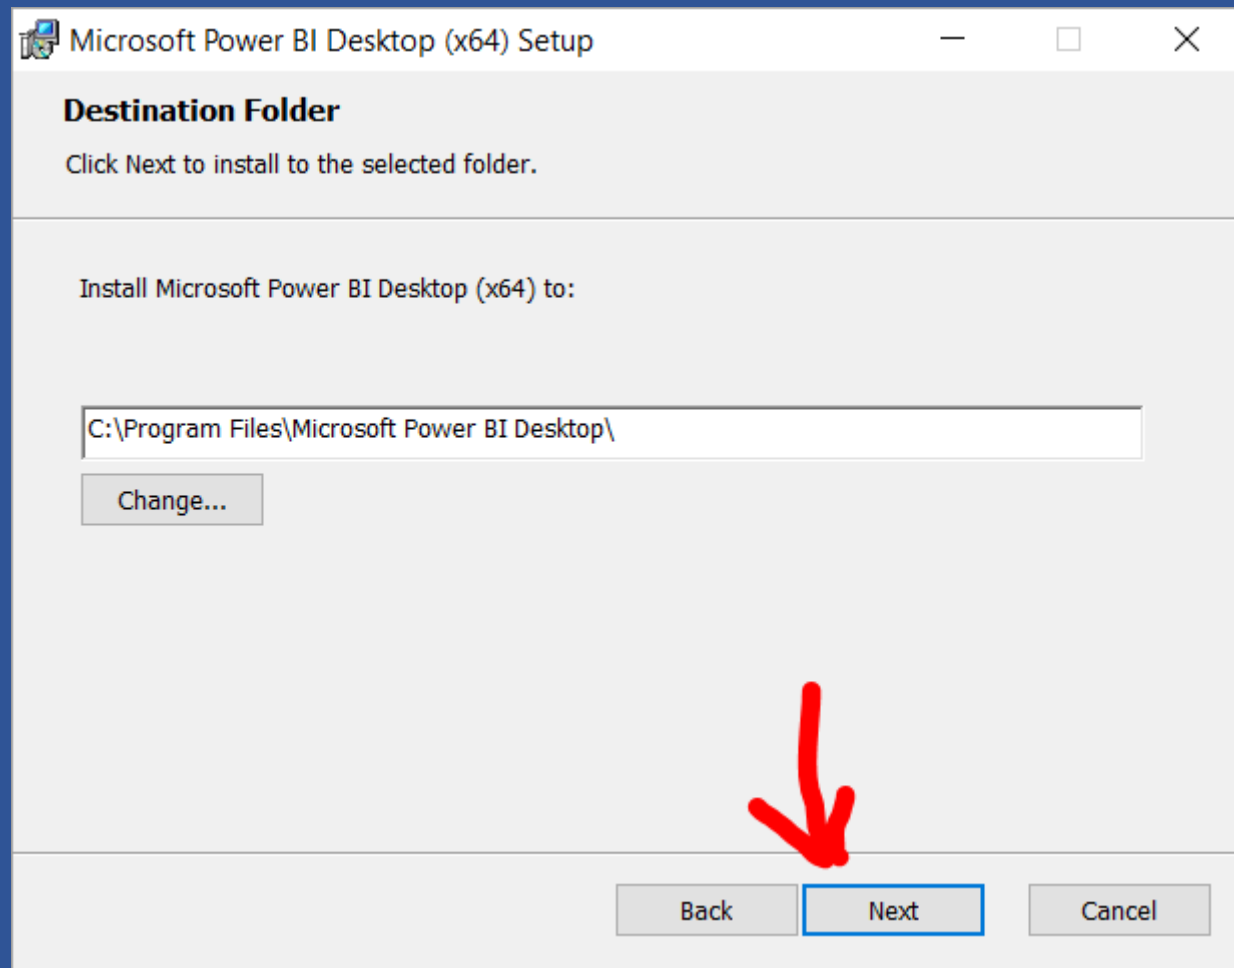 Microsoft Power BI Desktop (x64) Setup
Destination Folder
Click Next to install to the selected folder.
Install Microsoft Power BI Desktop (x64) to:
C:\Program Files\Microsoft Power BI Desktop\
Change...
Back Next Cancel